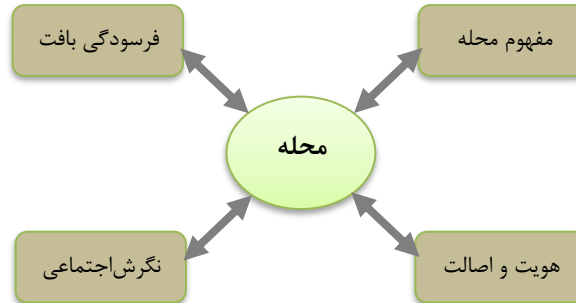 مفهوم محله
فرسودگی بافت
محله
هویت و اصالت
نگرش‌اجتماعی